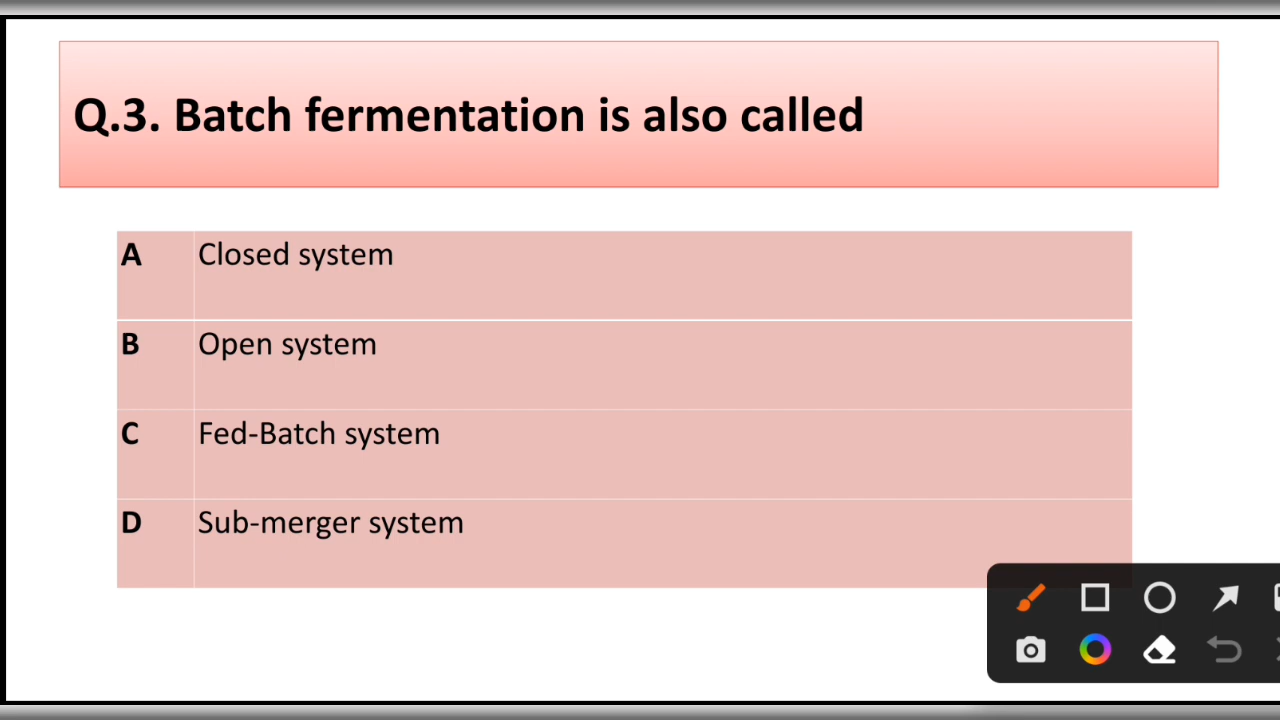 Q.3. Batch fermentation is also called
A Closed system
B Open system
C Fed-Batch system
D Sub-merger system